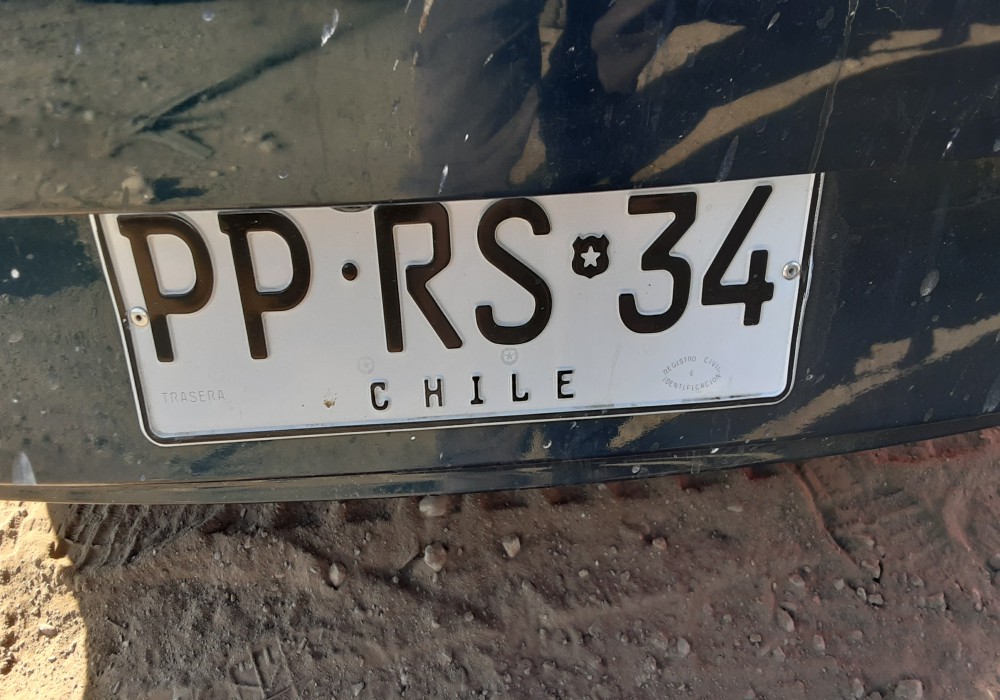 PP·RS 34
CHILE
TRASERA
REGISTRO CIVIL
E
IDENTIFICACION